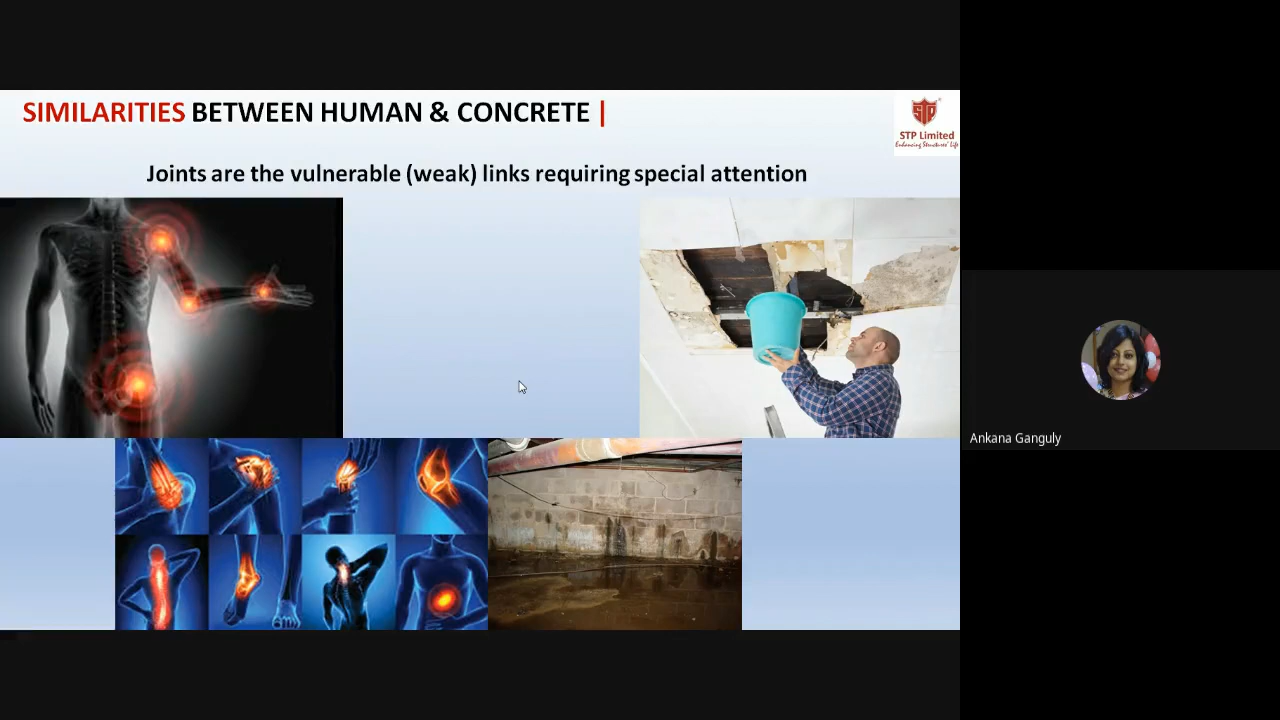 SIMILARITIES BETWEEN HUMAN & CONCRETE |
STP
STP Limited
Enhancing Structures' Life
Joints are the vulnerable (weak) links requiring special attention
Ankana Ganguly